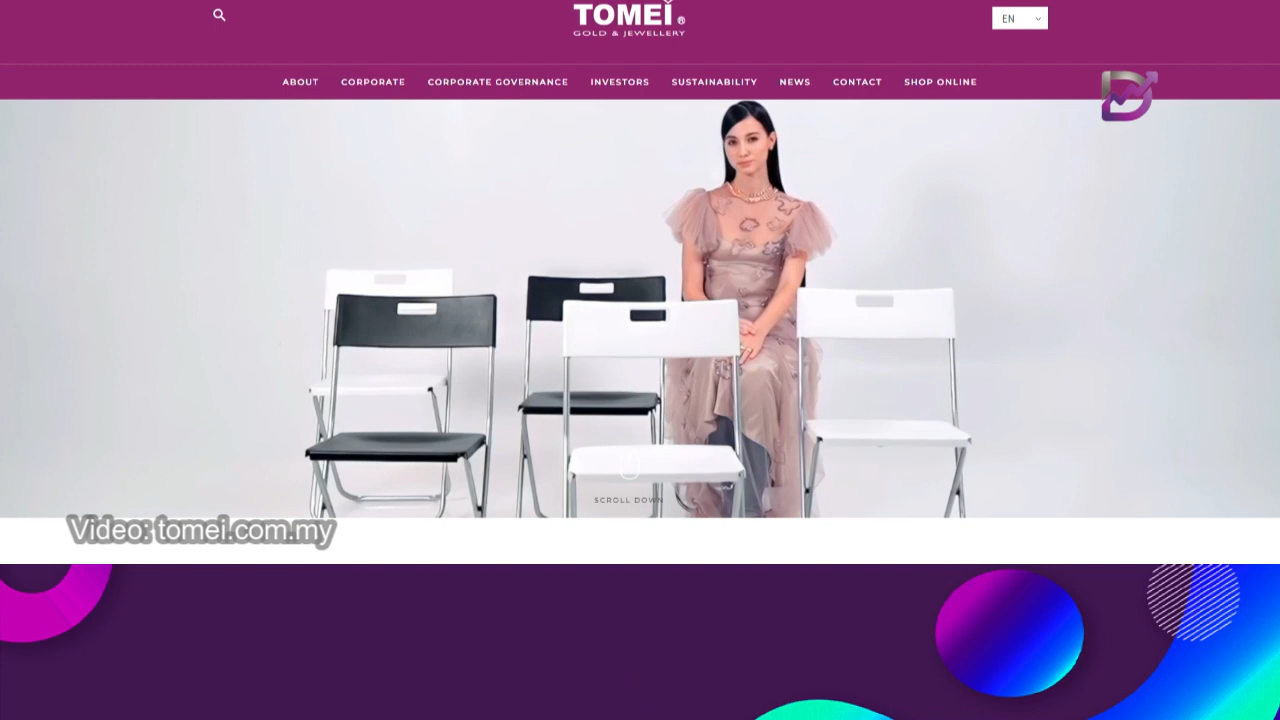 TOMEI®
GOLD & JEWELLERY
EN
ABOUT CORPORATE CORPORATE GOVERNANCE INVESTORS SUSTAINABILITY NEWS CONTACT SHOP ONLINE
SCROLL DOWN
Video: tomei.com.my